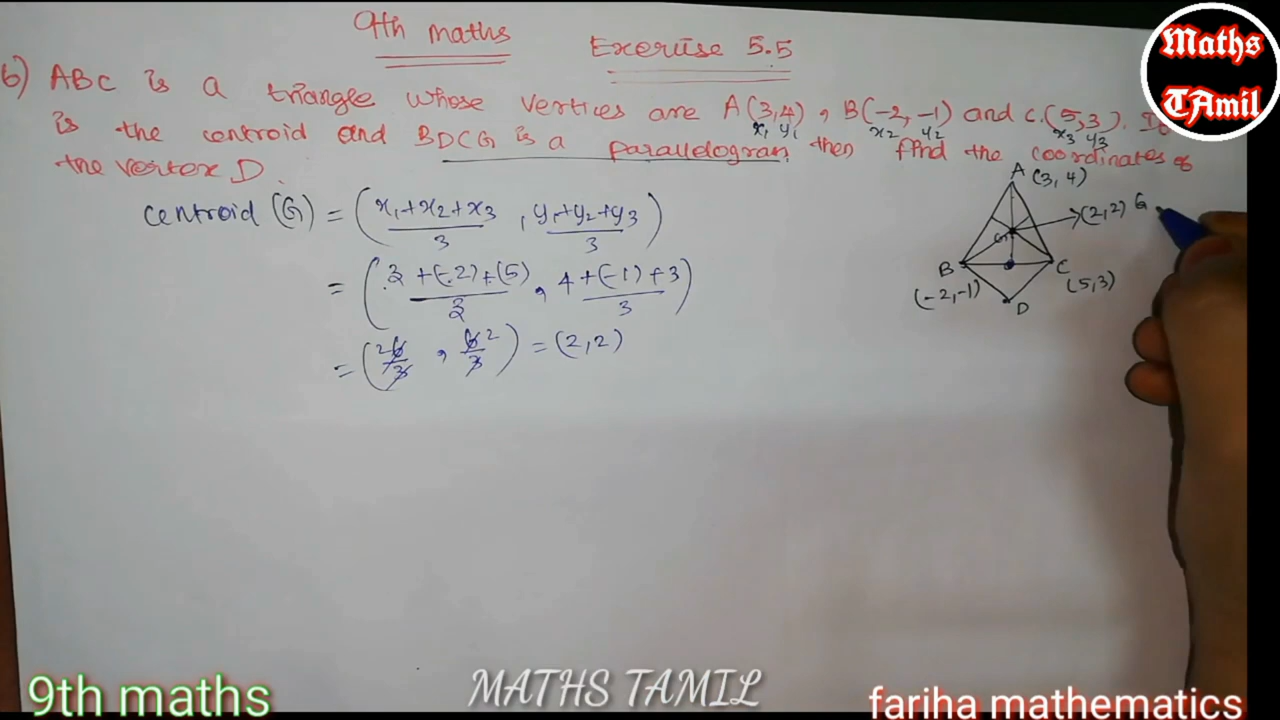 9th maths Exercise 5.5
Maths
TAmil
6) ABC is a triangle whose vertices are A(3,4) , B(-2,-1) and C(5,3). If
x1 y1 x2 y2 x3 y3
is the centroid and BDCG is a parallelogram then find the coordinates of
the vertex D.
centroid (G) = (x1+x2+x3/3 , y1+y2+y3/3)
= (3+(-2)+(5)/3 , 4+(-1)+3/3)
= (6/3 2 , 6/3 2) = (2,2)
A (3,4)
(2,2) G
G
B C
(-2,-1) (5,3)
D
9th maths MATHS TAMIL fariha mathematics